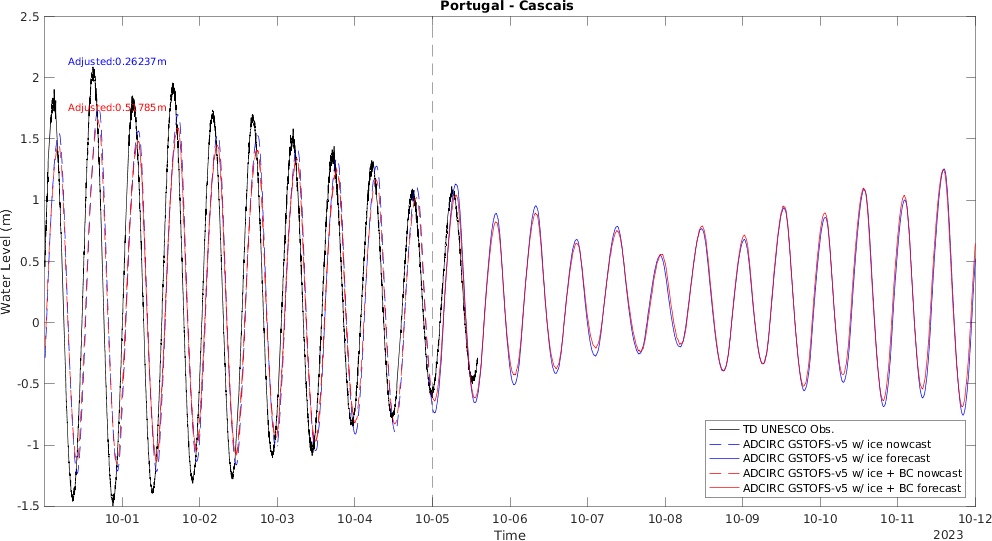 Portugal - Cascais
2.5
2
1.5
1
0.5
0
-0.5
-1
-1.5
Water Level (m)
Adjusted:0.26237m
10-01
10-02
10-03
10-04
10-05
10-06
10-07
10-08
10-09
10-10
10-11
10-12
Time
2023
TD UNESCO Obs.
ADCIRC GSTOFS-v5 w/ ice nowcast
ADCIRC GSTOFS-v5 w/ ice forecast
ADCIRC GSTOFS-v5 w/ ice + BC nowcast
ADCIRC GSTOFS-v5 w/ ice + BC forecast